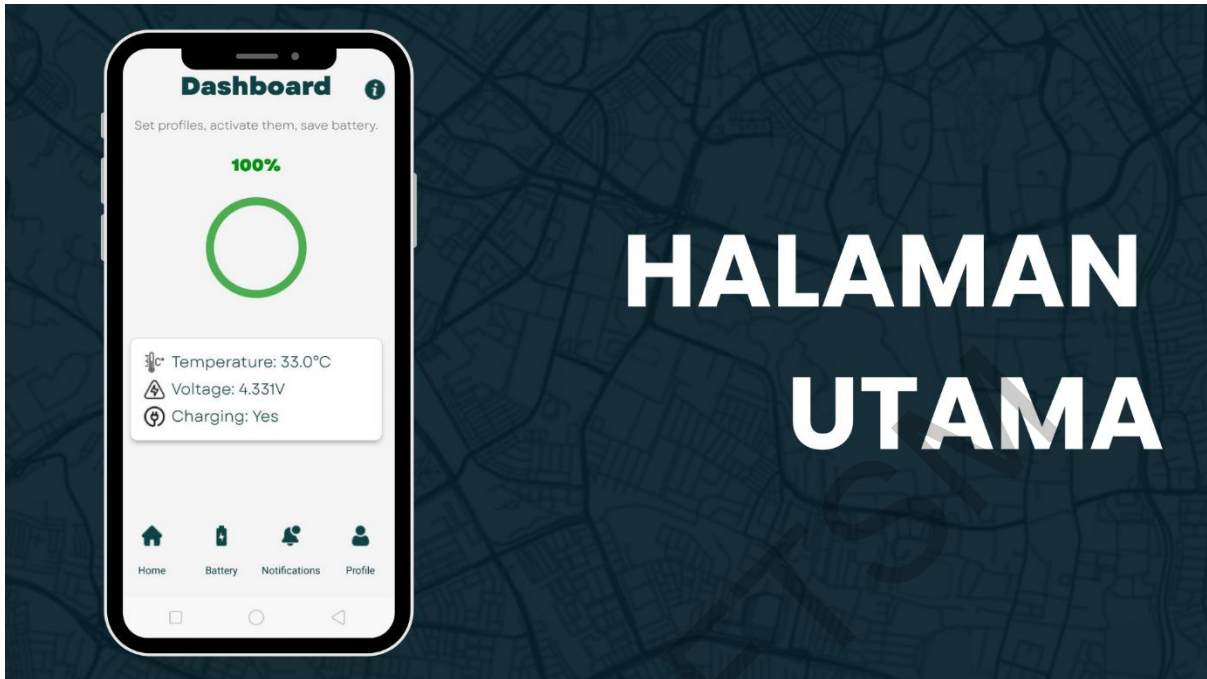 Dashboard
Set profiles, activate them, save battery.
100%
Temperature: 33.0°C
Voltage: 4.331V
Charging: Yes
Home Battery Notifications Profile
HALAMAN
UTAMA